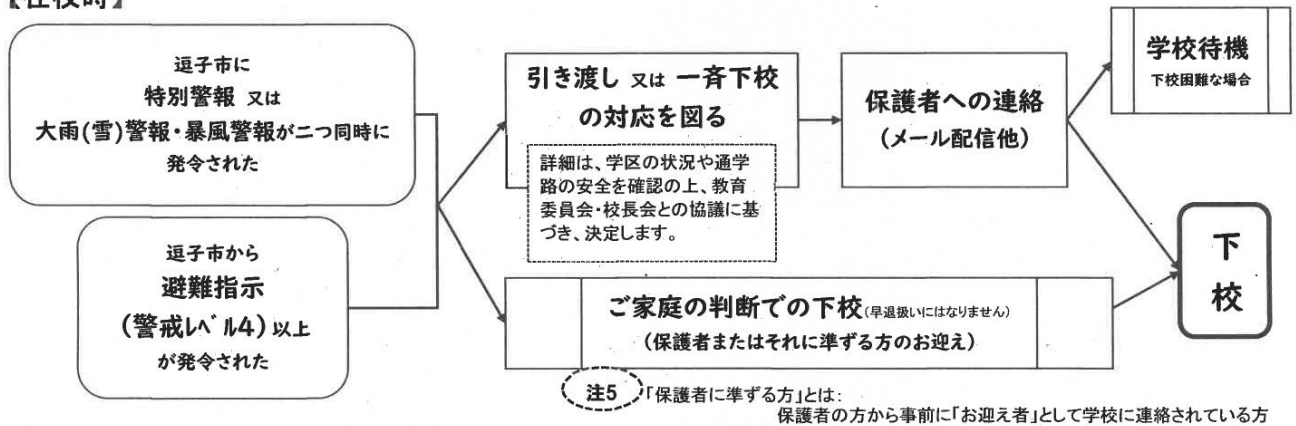 【在校時】
逗子市に
特別警報 又は
大雨(雪)警報・暴風警報が二つ同時に
発令された
逗子市から
避難指示
(警戒レベル4)以上
が発令された
引き渡し 又は 一斉下校
の対応を図る
詳細は、学区の状況や通学
路の安全を確認の上、教育
委員会・校長会との協議に基
づき、決定します。
保護者への連絡
(メール配信他)
学校待機
下校困難な場合
ご家庭の判断での下校(早退扱いにはなりません)
(保護者またはそれに準ずる方のお迎え)
下
校
注5 「保護者に準ずる方」とは:
保護者の方から事前に「お迎え者」として学校に連絡されている方